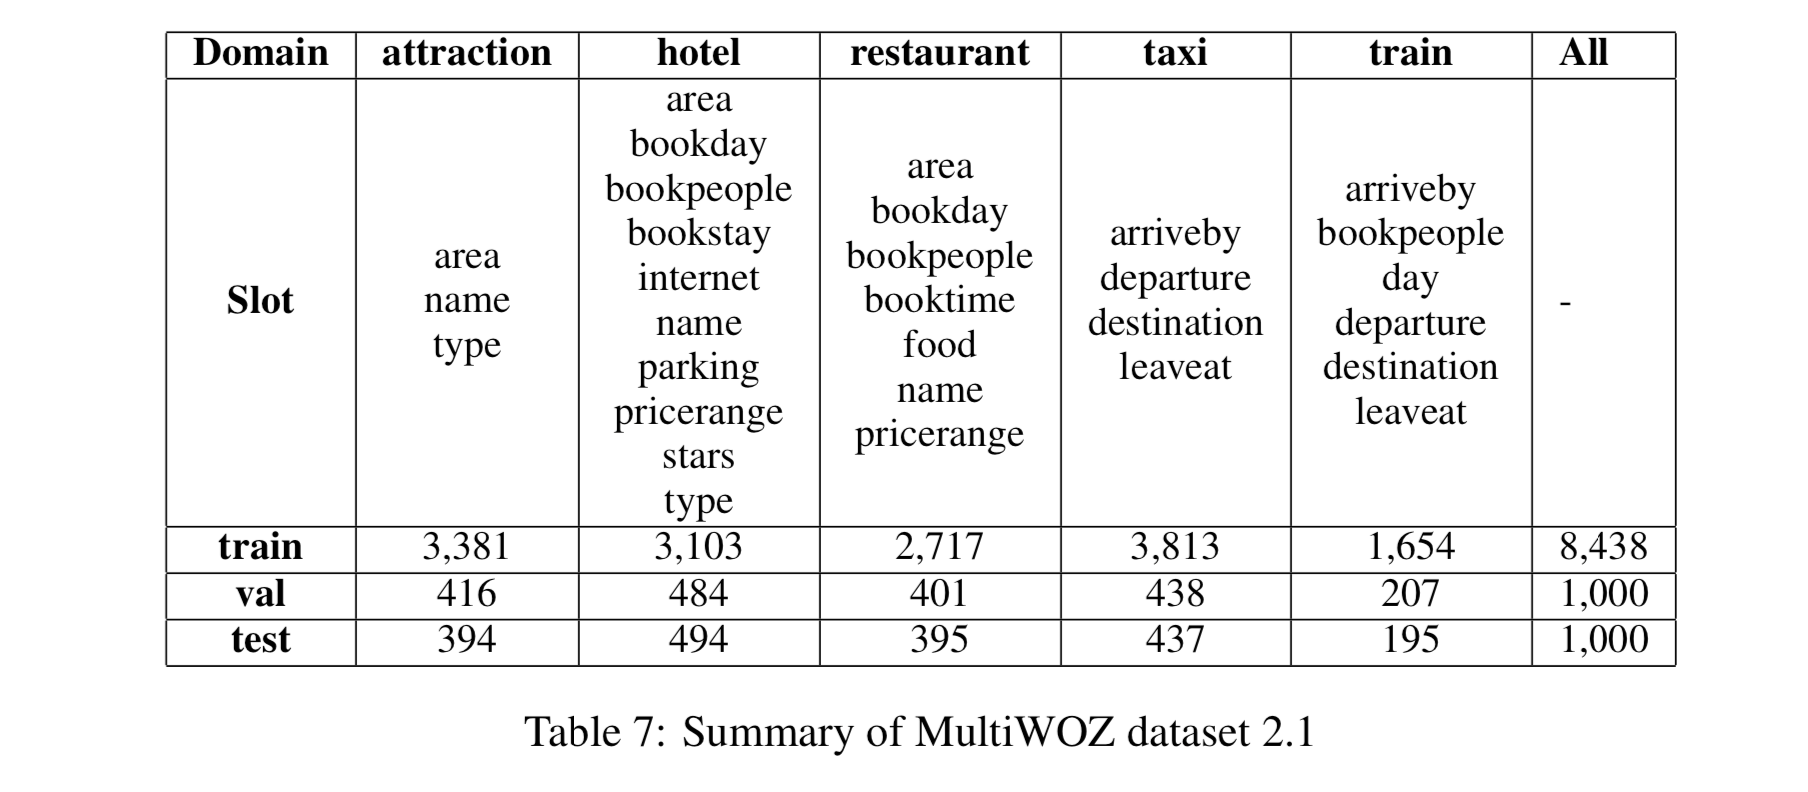 Domain attraction hotel restaurant taxi train All
Slot
area
name
type
area
bookday
bookpeople
bookstay
internet
name
parking
pricerange
stars
type
area
bookday
bookpeople
booktime
food
name
pricerange
arriveby
departure
destination
leaveat
arriveby
bookpeople
day
departure
destination
leaveat
-
train 3,381 3,103 2,717 3,813 1,654 8,438
val 416 484 401 438 207 1,000
test 394 494 395 437 195 1,000
Table 7: Summary of MultiWOZ dataset 2.1